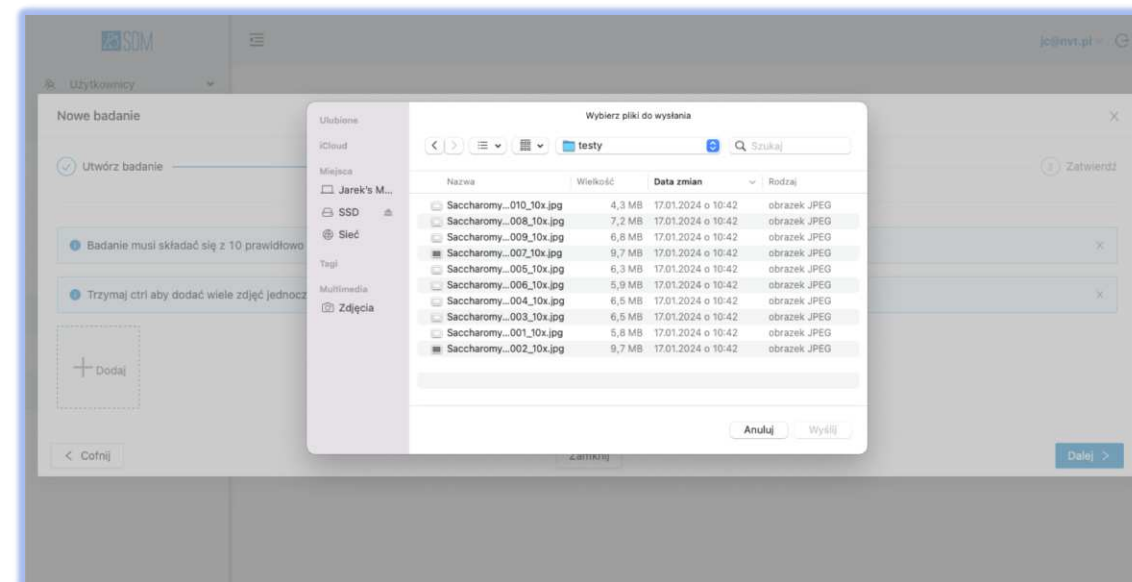 SDM
jc@nvt.pl
Użytkownicy
Nowe badanie
Utwórz badanie
3 Zatwierdź
Badanie musi składać się z 10 prawidłowo
Trzymaj ctrl aby dodać wiele zdjęć jednocz
Dodaj
Cofnij
Zamknij
Dalej
Ulubione
iCloud
Miejsca
Jarek's M...
SSD
Sieć
Tagi
Multimedia
Zdjęcia
Wybierz pliki do wysłania
testy
Szukaj
Nazwa Wielkość Data zmian Rodzaj
Saccharomy...010_10x.jpg 4,3 MB 17.01.2024 o 10:42 obrazek JPEG
Saccharomy...008_10x.jpg 7,2 MB 17.01.2024 o 10:42 obrazek JPEG
Saccharomy...009_10x.jpg 6,8 MB 17.01.2024 o 10:42 obrazek JPEG
Saccharomy...007_10x.jpg 9,7 MB 17.01.2024 o 10:42 obrazek JPEG
Saccharomy...005_10x.jpg 6,3 MB 17.01.2024 o 10:42 obrazek JPEG
Saccharomy...006_10x.jpg 5,9 MB 17.01.2024 o 10:42 obrazek JPEG
Saccharomy...004_10x.jpg 6,5 MB 17.01.2024 o 10:42 obrazek JPEG
Saccharomy...003_10x.jpg 6,5 MB 17.01.2024 o 10:42 obrazek JPEG
Saccharomy...001_10x.jpg 5,8 MB 17.01.2024 o 10:42 obrazek JPEG
Saccharomy...002_10x.jpg 9,7 MB 17.01.2024 o 10:42 obrazek JPEG
Anuluj
Wyślij